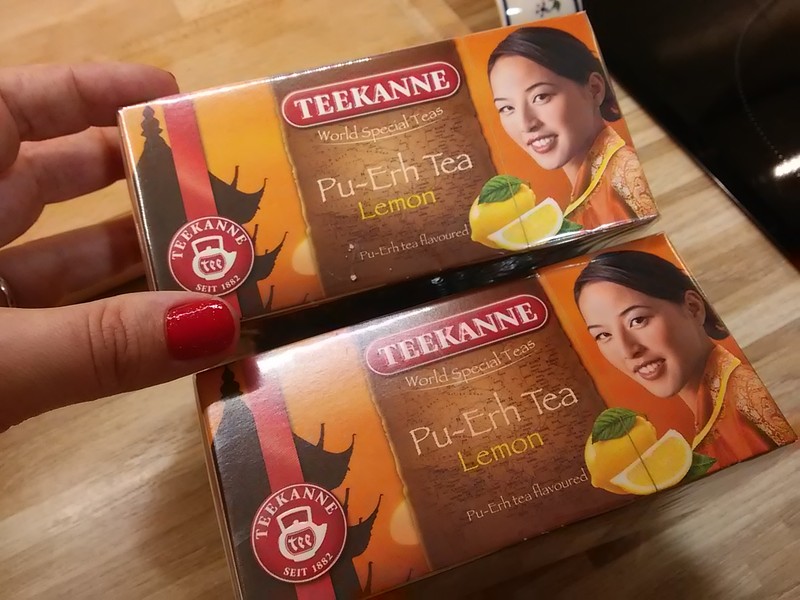 TEEKANNE
World Special Teas
Pu-Erh Tea
Lemon
Pu-Erh tea flavoured
TEEKANNE
tee
SEIT 1882
TEEKANNE
World Special Teas
Pu-Erh Tea
Lemon
Pu-Erh tea flavoured
TEEKANNE
tee
SEIT 1882